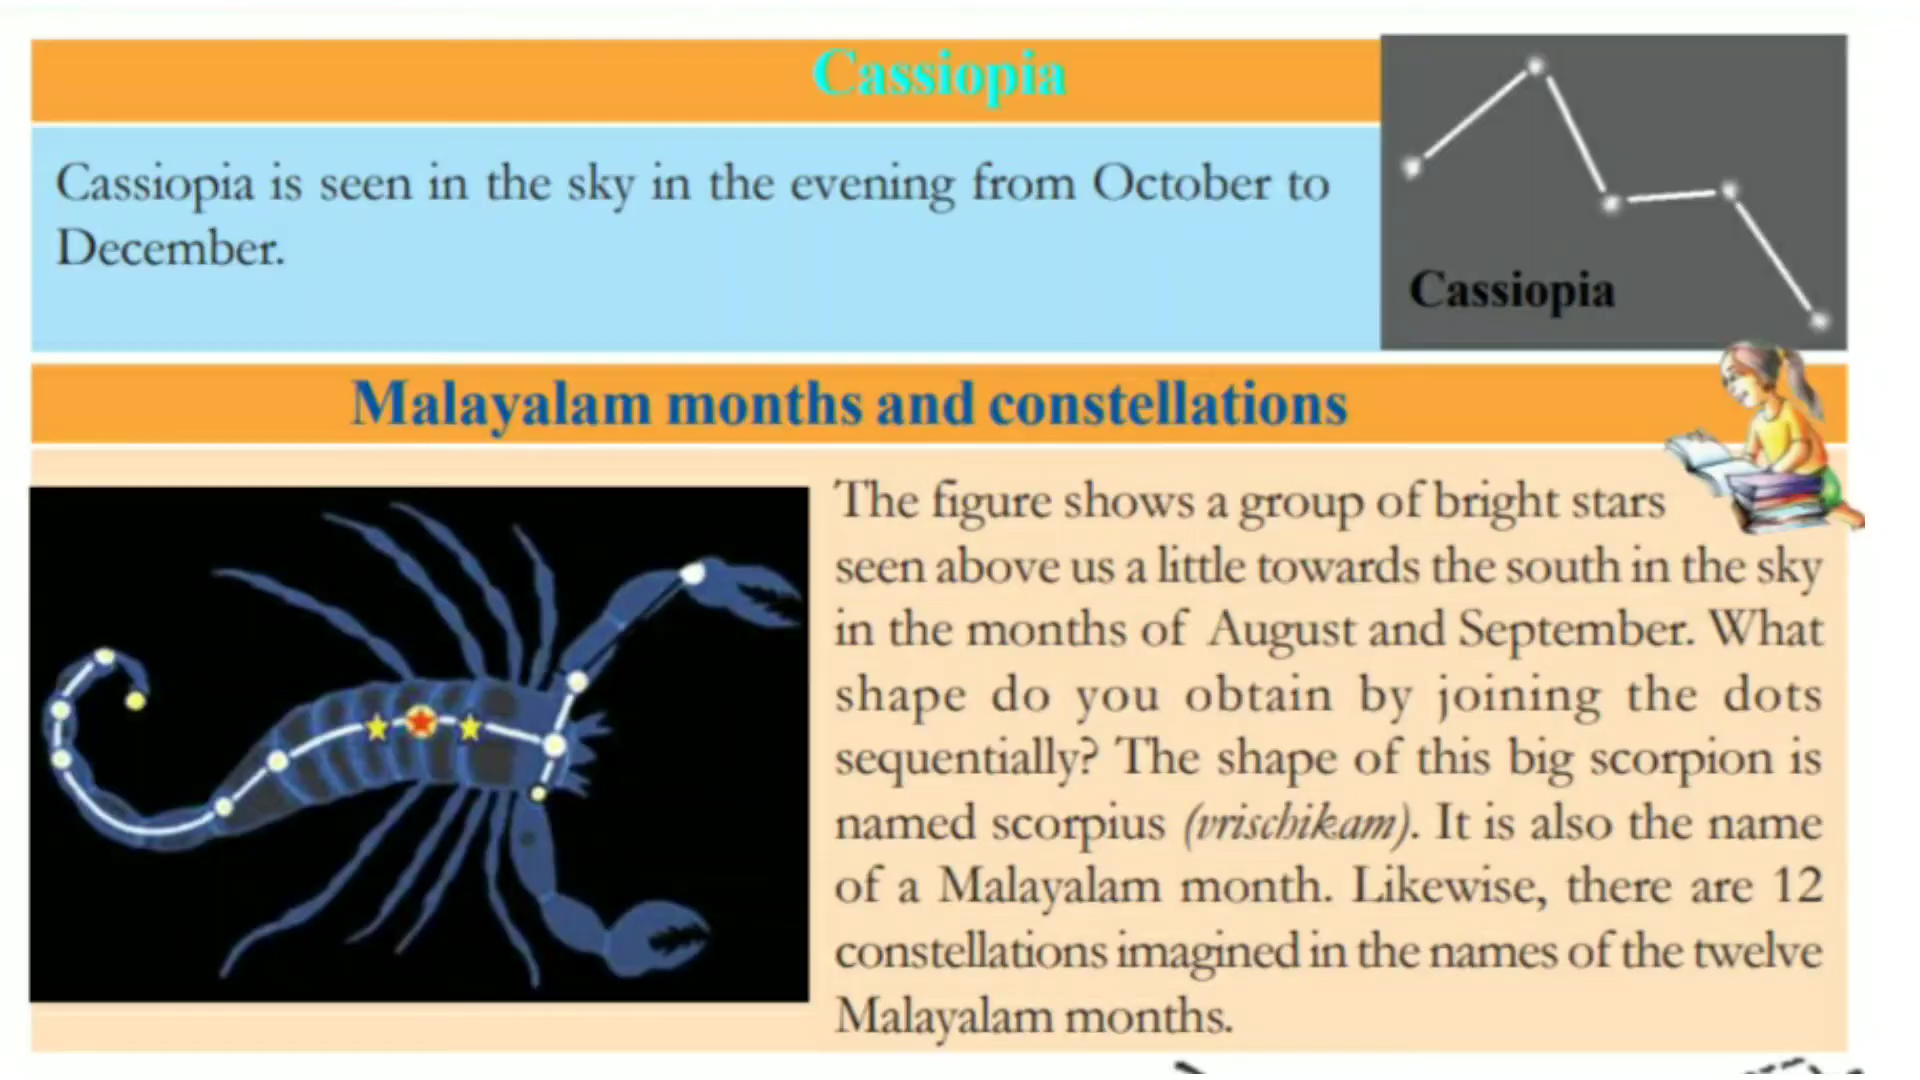 Cassiopia
Cassiopia is seen in the sky in the evening from October to
December.
Cassiopia
Malayalam months and constellations
The figure shows a group of bright stars
seen above us a little towards the south in the sky
in the months of August and September. What
shape do you obtain by joining the dots
sequentially? The shape of this big scorpion is
named scorpius (vrischikam). It is also the name
of a Malayalam month. Likewise, there are 12
constellations imagined in the names of the twelve
Malayalam months.